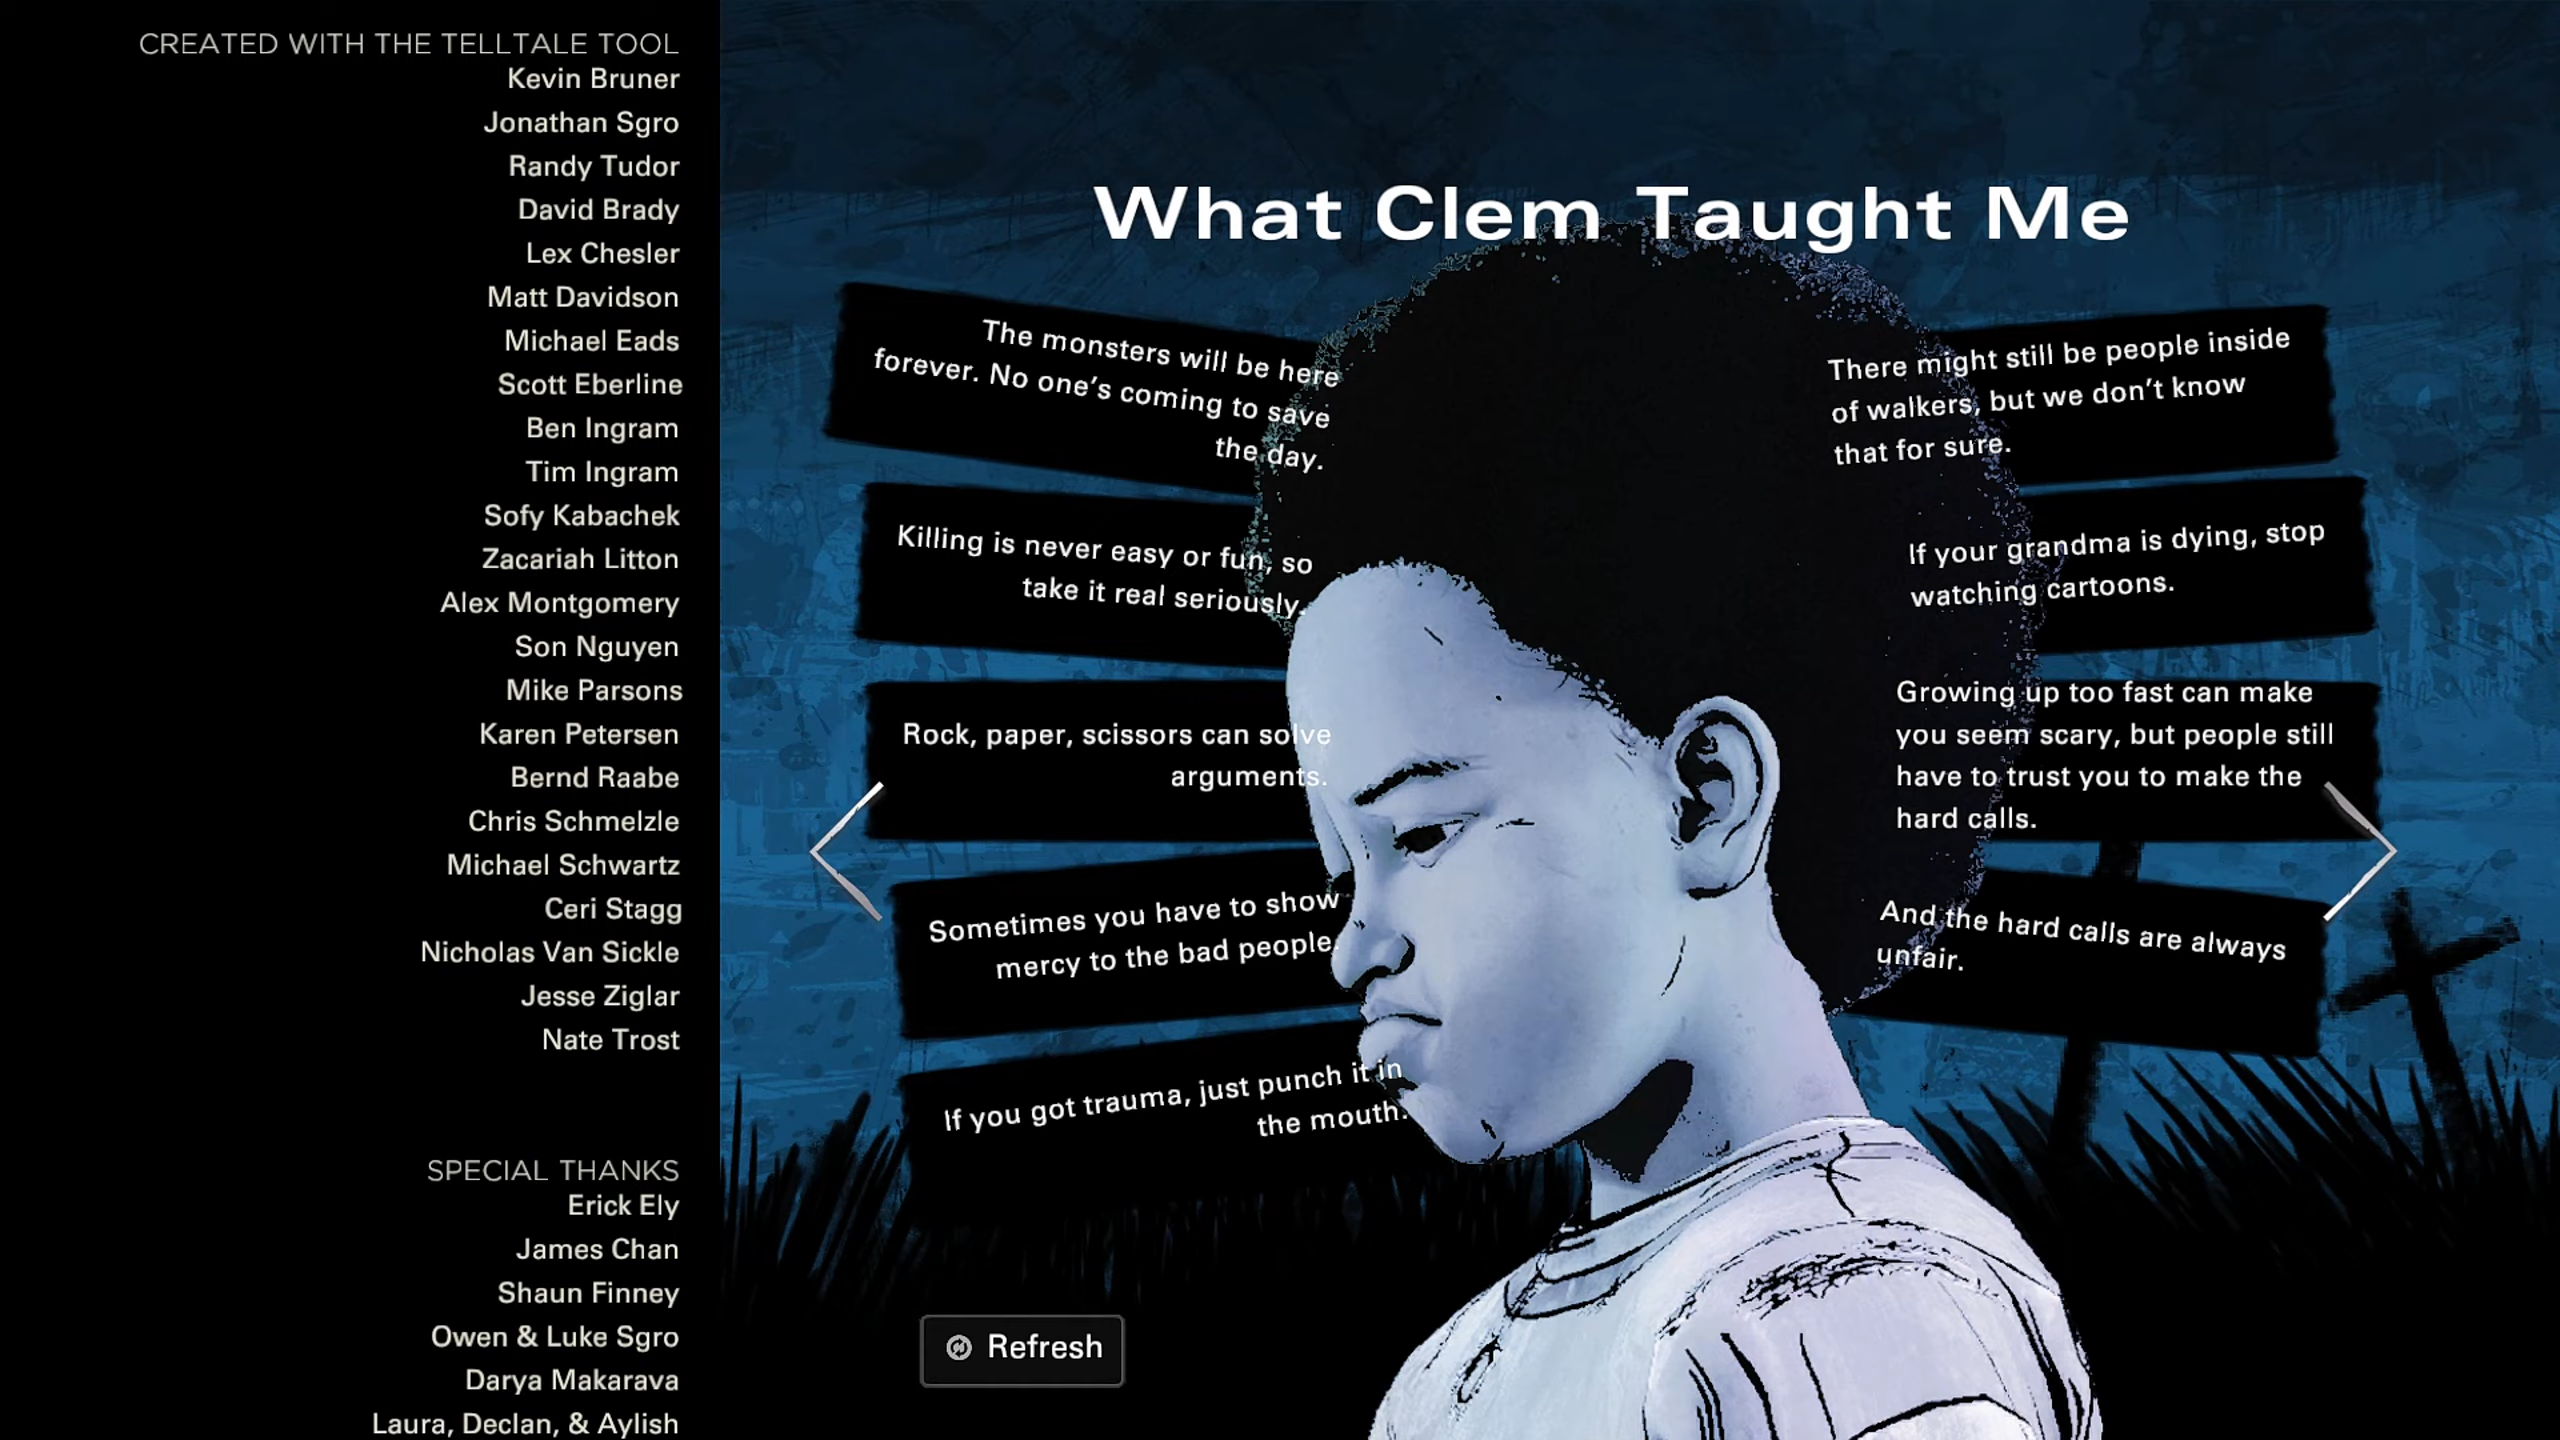 CREATED WITH THE TELLTALE TOOL
Kevin Bruner
Jonathan Sgro
Randy Tudor
David Brady
Lex Chesler
Matt Davidson
Michael Eads
Scott Eberline
Ben Ingram
Tim Ingram
Sofy Kabachek
Zacariah Litton
Alex Montgomery
Son Nguyen
Mike Parsons
Karen Petersen
Bernd Raabe
Chris Schmelzle
Michael Schwartz
Ceri Stagg
Nicholas Van Sickle
Jesse Ziglar
Nate Trost
SPECIAL THANKS
Erick Ely
James Chan
Shaun Finney
Owen & Luke Sgro
Darya Makarava
Laura, Declan, & Aylish
What Clem Taught Me
The monsters will be here
forever. No one’s coming to save
the day.
Killing is never easy or fun, so
take it real seriously.
Rock, paper, scissors can solve
arguments.
Sometimes you have to show
mercy to the bad people.
If you got trauma, just punch it in
the mouth.
There might still be people inside
of walkers, but we don’t know
that for sure.
If your grandma is dying, stop
watching cartoons.
Growing up too fast can make
you seem scary, but people still
have to trust you to make the
hard calls.
And the hard calls are always
unfair.
Refresh